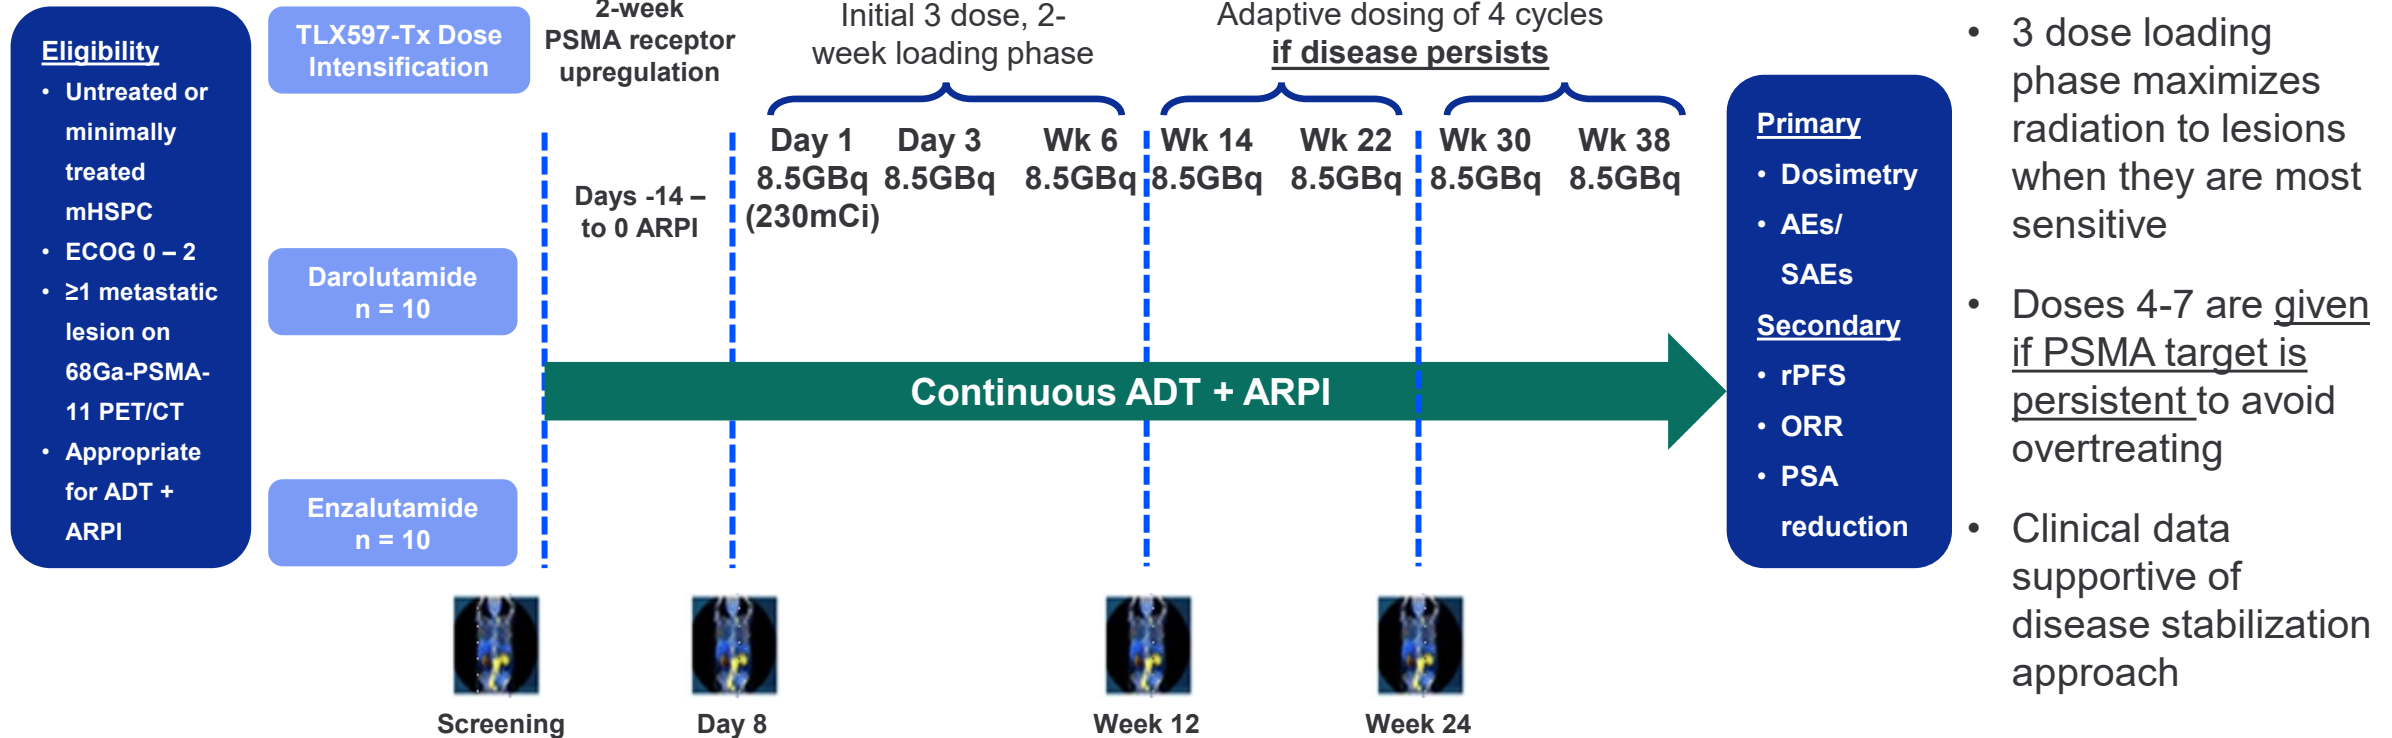 Eligibility
• Untreated or
minimally
treated
mHSPC
• ECOG 0 – 2
• ≥1 metastatic
lesion on
68Ga-PSMA-
11 PET/CT
• Appropriate
for ADT +
ARPI
TLX597-Tx Dose
Intensification
Darolutamide
n = 10
Enzalutamide
n = 10
2-week
PSMA receptor
upregulation
Days -14 –
to 0 ARPI
Initial 3 dose, 2-
week loading phase
Adaptive dosing of 4 cycles
if disease persists
Day 1
8.5GBq
(230mCi)
Day 3
8.5GBq
Wk 6
8.5GBq
Wk 14
8.5GBq
Wk 22
8.5GBq
Wk 30
8.5GBq
Wk 38
8.5GBq
Continuous ADT + ARPI
Screening
Day 8
Week 12
Week 24
Primary
• Dosimetry
• AEs/
SAEs
Secondary
• rPFS
• ORR
• PSA
reduction
• 3 dose loading
phase maximizes
radiation to lesions
when they are most
sensitive
• Doses 4-7 are given
if PSMA target is
persistent to avoid
overtreating
• Clinical data
supportive of
disease stabilization
approach